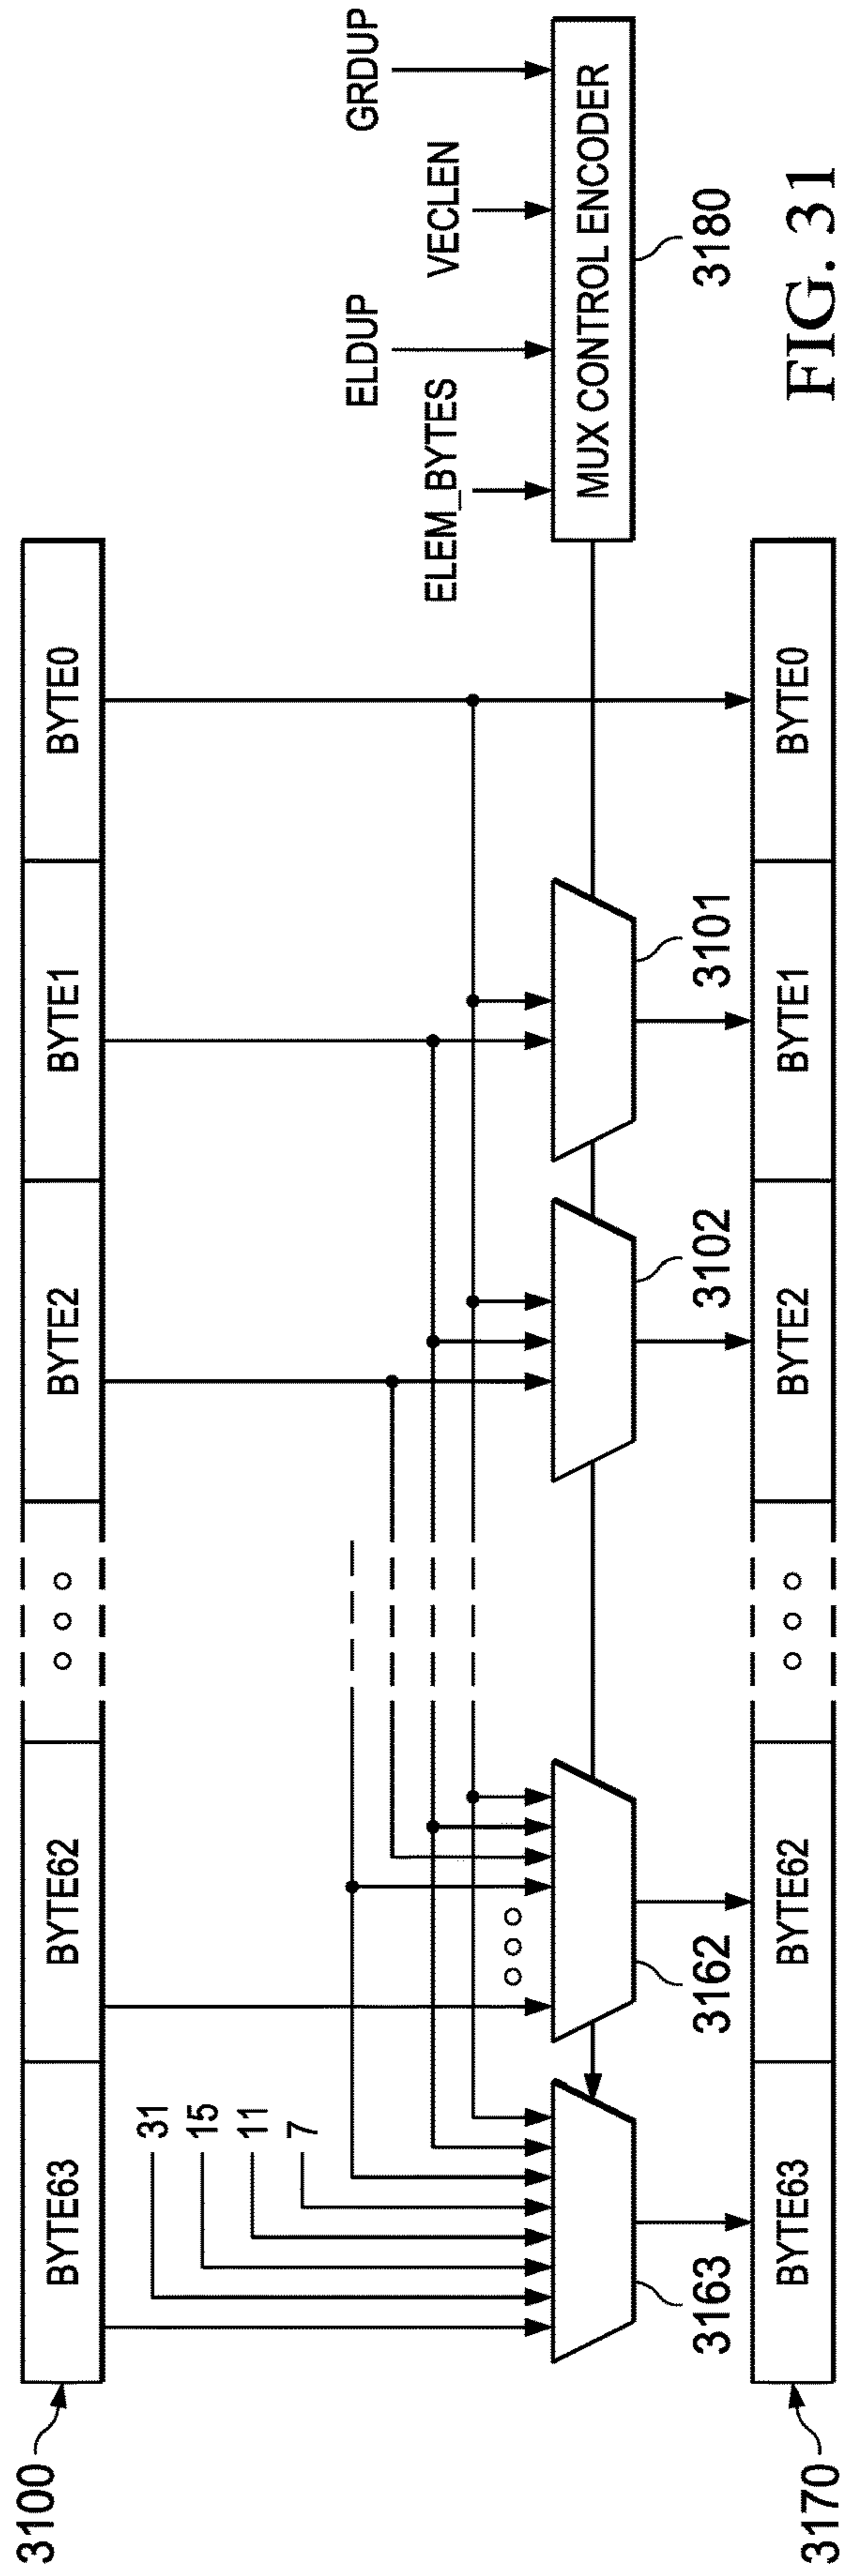 3100
BYTE63
BYTE62
○ ○ ○
BYTE2
BYTE1
BYTE0
31
15
11
7
○ ○ ○
GRDUP
VECLEN
ELDUP
ELEM_BYTES
MUX CONTROL ENCODER
3163
3162
3102
3101
3180
3170
BYTE63
BYTE62
○ ○ ○
BYTE2
BYTE1
BYTE0
FIG. 31